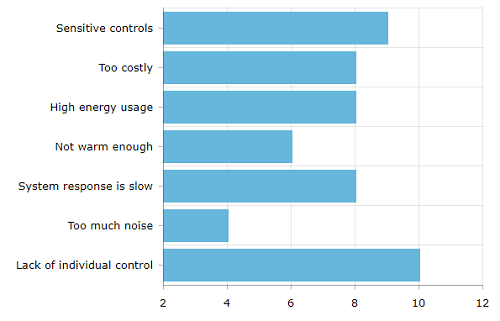 Sensitive controls
Too costly
High energy usage
Not warm enough
System response is slow
Too much noise
Lack of individual control
2 4 6 8 10 12